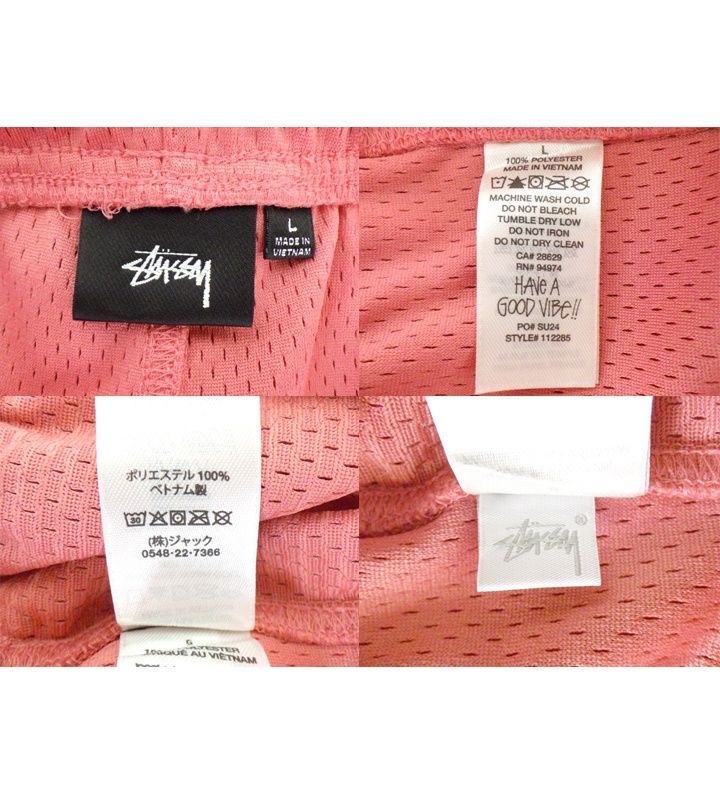 Stüssy
L
MADE IN
VIETNAM
L
100% POLYESTER
MADE IN VIETNAM
MACHINE WASH COLD
DO NOT BLEACH
TUMBLE DRY LOW
DO NOT IRON
DO NOT DRY CLEAN
CA# 28629
RN# 94974
HAVE A
GOOD VIBE!!
PO# SU24
STYLE# 112285
ポリエステル 100%
ベトナム製
30
(株)ジャック
0548-22-7366
G
POLYESTER
AU VIÊTNAM
Stüssy®